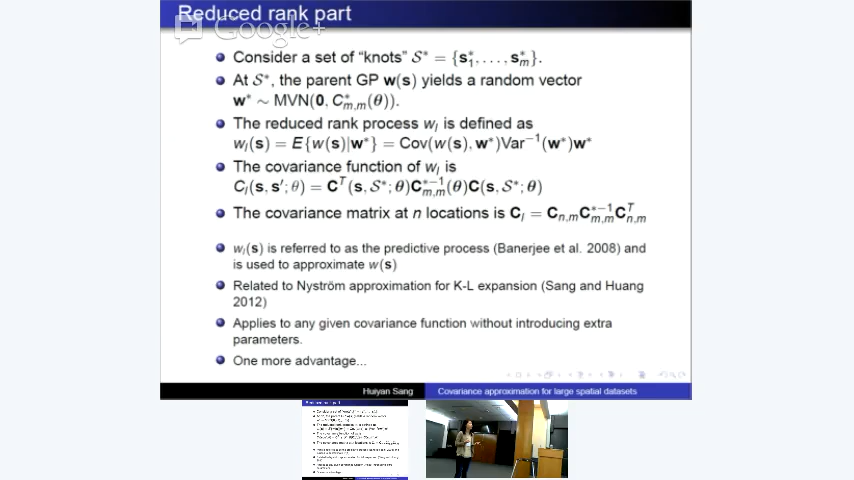 Reduced rank part
Google+
Consider a set of "knots" S* = {s₁*, . . . , sₘ*}.
At S*, the parent GP w(s) yields a random vector
w* ~ MVN(0, C*ₘ,ₘ(θ)).
The reduced rank process wₗ is defined as
wₗ(s) = E{w(s)|w*} = Cov(w(s), w*)Var⁻¹(w*)w*
The covariance function of wₗ is
Cₗ(s, s′; θ) = Cᵀ(s, S*; θ)C*⁻¹ₘ,ₘ(θ)C(s, S*; θ)
The covariance matrix at n locations is Cₗ = Cₙ,ₘC*⁻¹ₘ,ₘCᵀₙ,ₘ
wₗ(s) is referred to as the predictive process (Banerjee et al. 2008) and
is used to approximate w(s)
Related to Nyström approximation for K-L expansion (Sang and Huang
2012)
Applies to any given covariance function without introducing extra
parameters.
One more advantage...
Huiyan Sang Covariance approximation for large spatial datasets